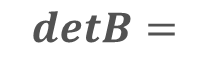 detB =